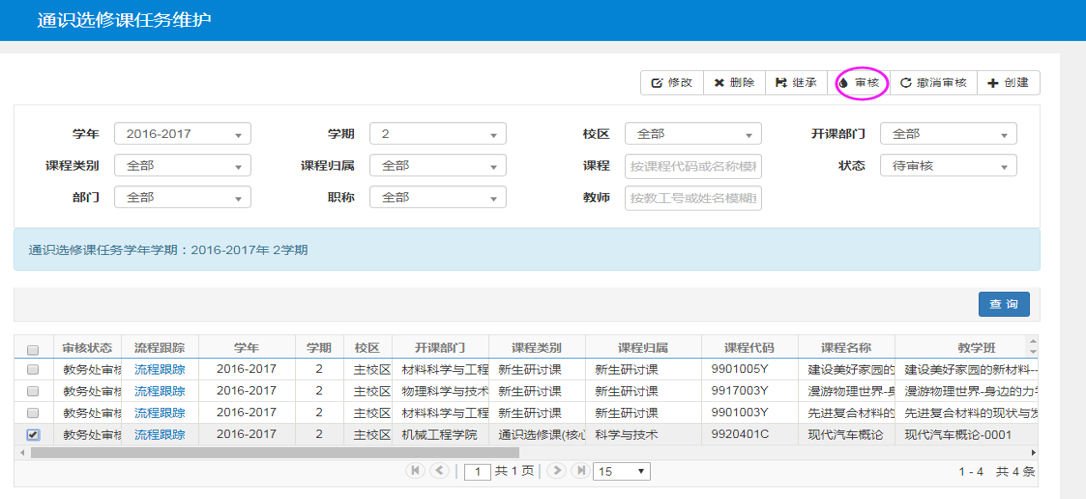 通识选修课任务维护
修改 删除 继承 审核 撤消审核 创建
学年 2016-2017 学期 2 校区 全部 开课部门 全部
课程类别 全部 课程归属 全部 课程 按课程代码或名称模糊 状态 待审核
部门 全部 职称 全部 教师 按教工号或姓名模糊
通识选修课任务学年学期：2016-2017年 2学期
查 询
审核状态 流程跟踪 学年 学期 校区 开课部门 课程类别 课程归属 课程代码 课程名称 教学班
教务处审核 流程跟踪 2016-2017 2 主校区 材料科学与工程 新生研讨课 新生研讨课 9901005Y 建设美好家园的 建设美好家园的新材料--
教务处审核 流程跟踪 2016-2017 2 主校区 物理科学与技术 新生研讨课 新生研讨课 9917003Y 漫游物理世界-身 漫游物理世界-身边的力学
教务处审核 流程跟踪 2016-2017 2 主校区 材料科学与工程 新生研讨课 新生研讨课 9901003Y 先进复合材料的 先进复合材料的现状与发
教务处审核 流程跟踪 2016-2017 2 主校区 机械工程学院 通识选修课(核心 科学与技术 9920401C 现代汽车概论 现代汽车概论-0001
1 共 1 页 15 1 - 4 共 4 条